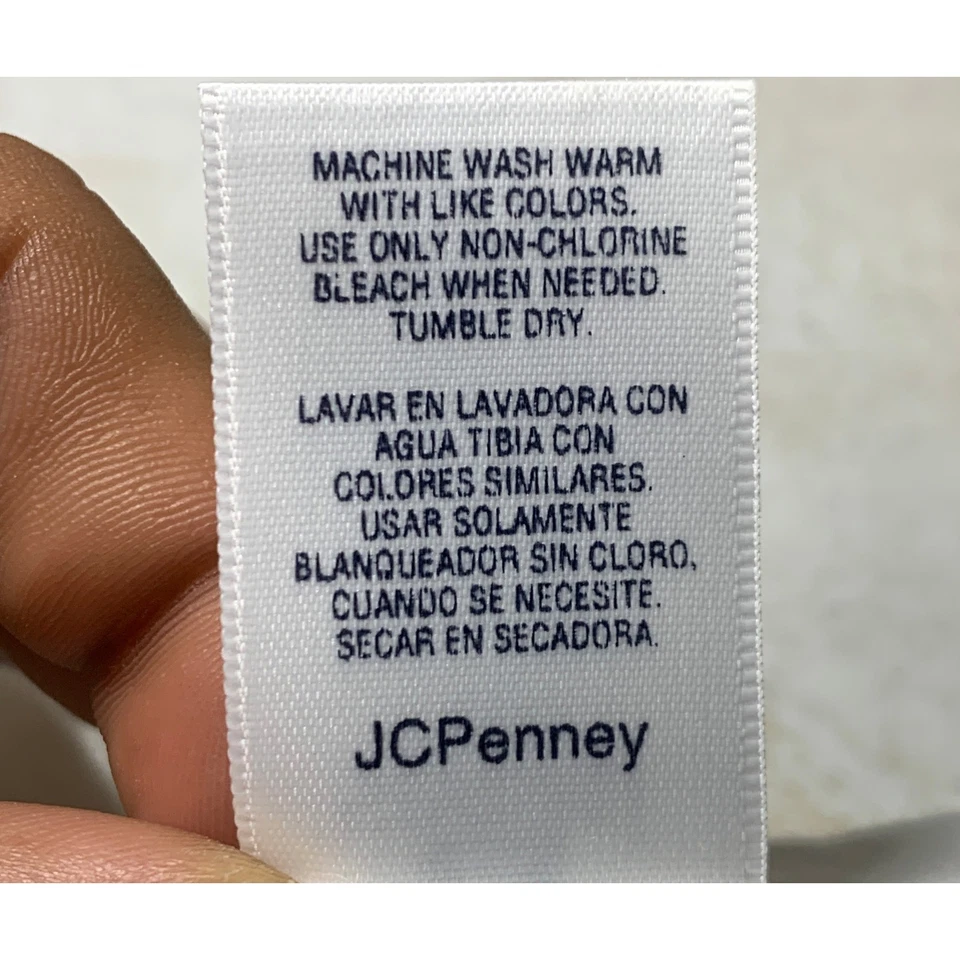 MACHINE WASH WARM
WITH LIKE COLORS.
USE ONLY NON-CHLORINE
BLEACH WHEN NEEDED.
TUMBLE DRY.
LAVAR EN LAVADORA CON
AGUA TIBIA CON
COLORES SIMILARES.
USAR SOLAMENTE
BLANQUEADOR SIN CLORO,
CUANDO SE NECESITE.
SECAR EN SECADORA.
JCPenney